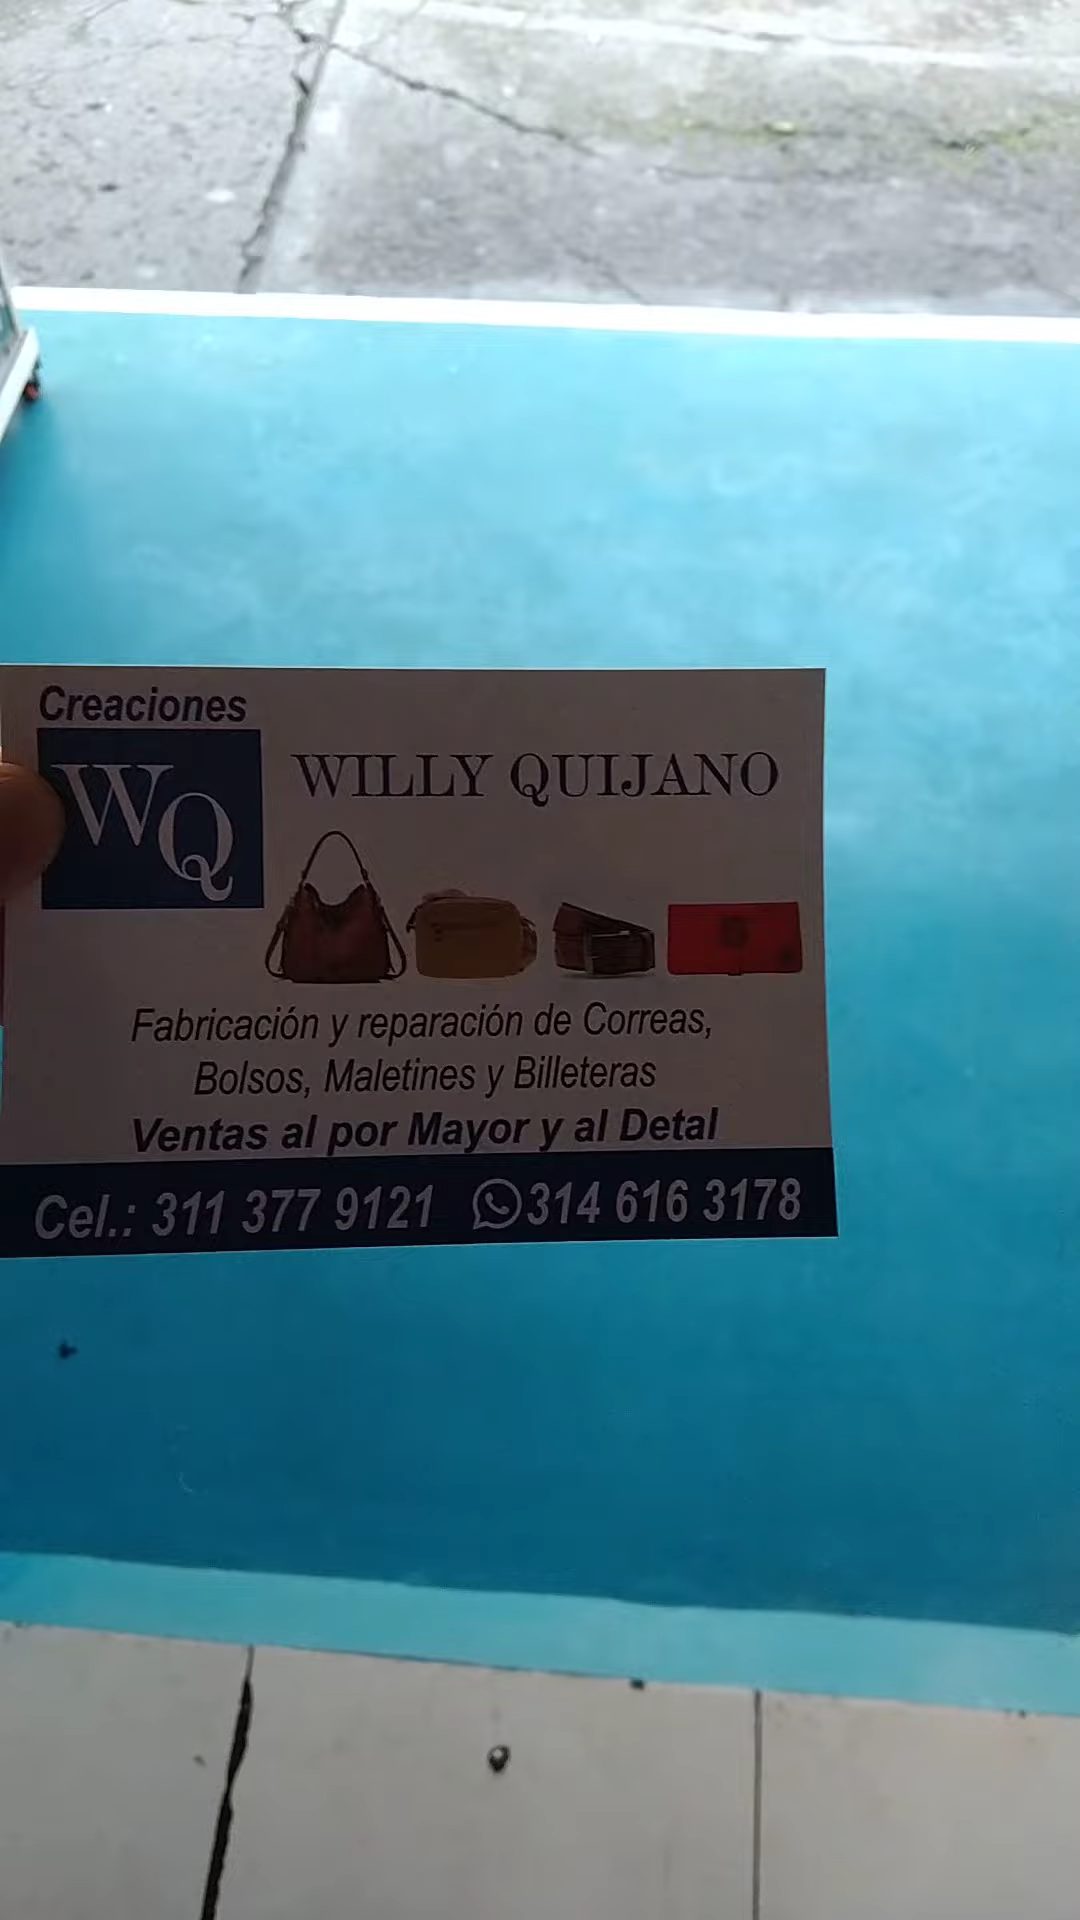 Creaciones
WQ
WILLY QUIJANO
Fabricación y reparación de Correas,
Bolsos, Maletines y Billeteras
Ventas al por Mayor y al Detal
Cel.: 311 377 9121 314 616 3178